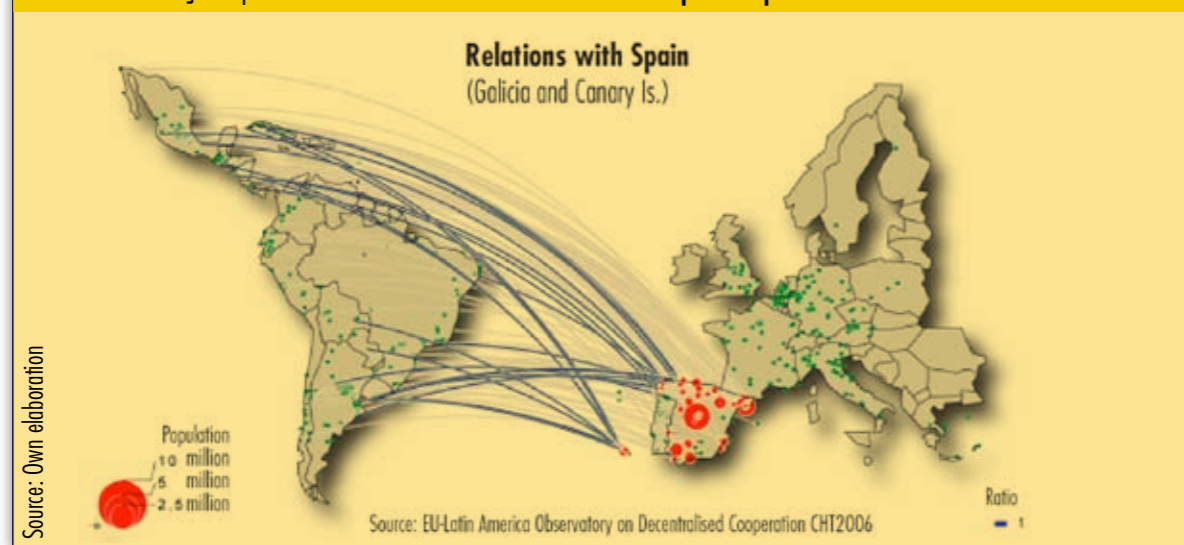 Relations with Spain
(Galicia and Canary Is.)
Population
10 million
5 million
2,5 million
Ratio
1
Source: EU-Latin America Observatory on Decentralised Cooperation CHT2006
Source: Own elaboration